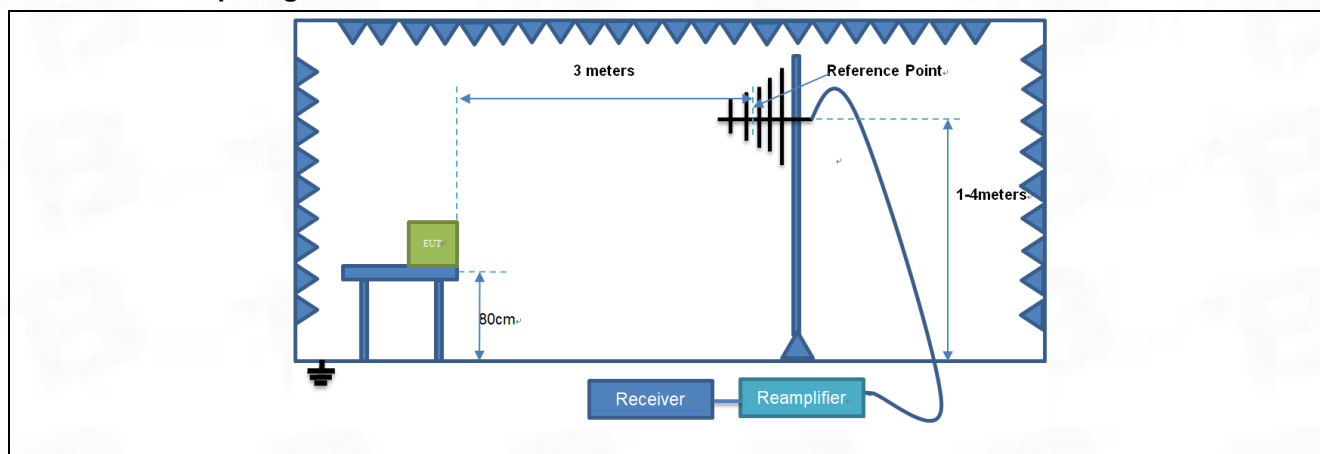 3 meters
Reference Point
EUT
1-4meters
80cm
Receiver
Reamplifier